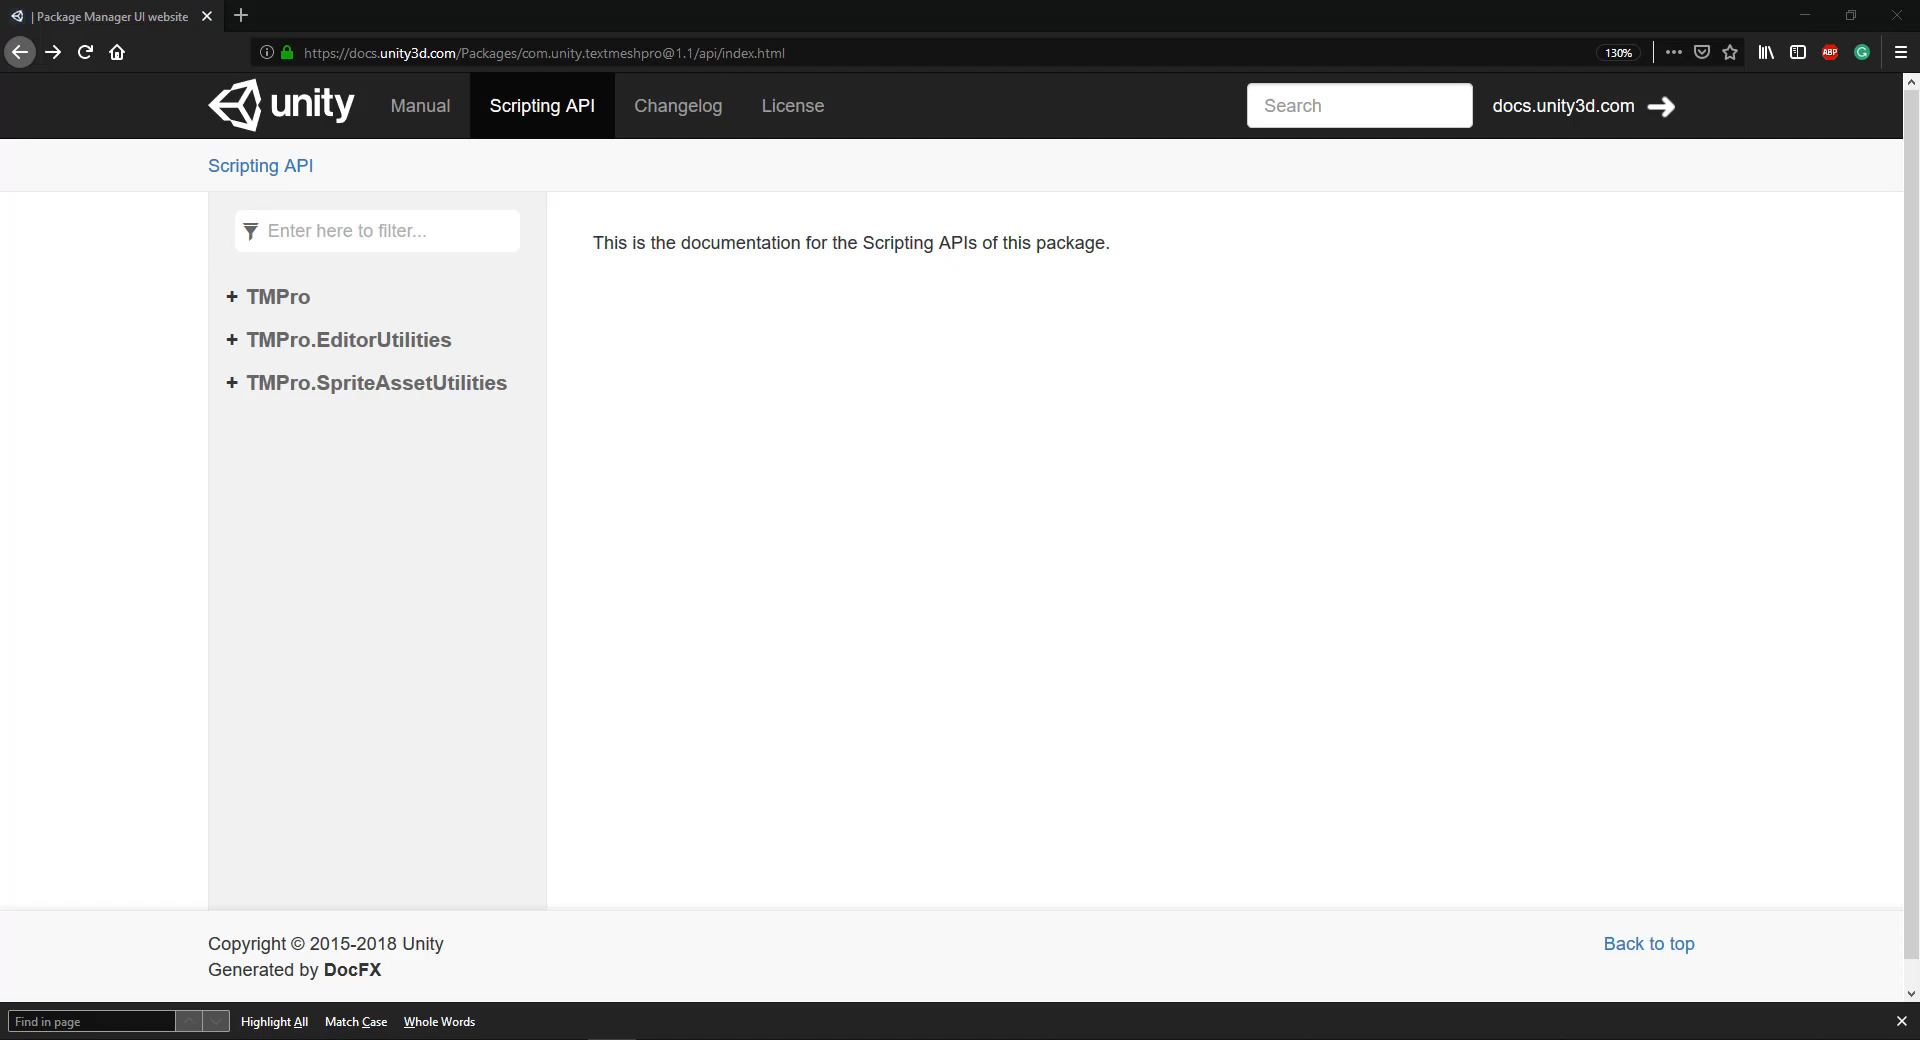 | Package Manager UI website
https://docs.unity3d.com/Packages/com.unity.textmeshpro@1.1/api/index.html
130%
ABP
unity
Manual
Scripting API
Changelog
License
Search
docs.unity3d.com
Scripting API
Enter here to filter...
This is the documentation for the Scripting APIs of this package.
+ TMPro
+ TMPro.EditorUtilities
+ TMPro.SpriteAssetUtilities
Copyright © 2015-2018 Unity
Back to top
Generated by DocFX
Find in page
Highlight All
Match Case
Whole Words